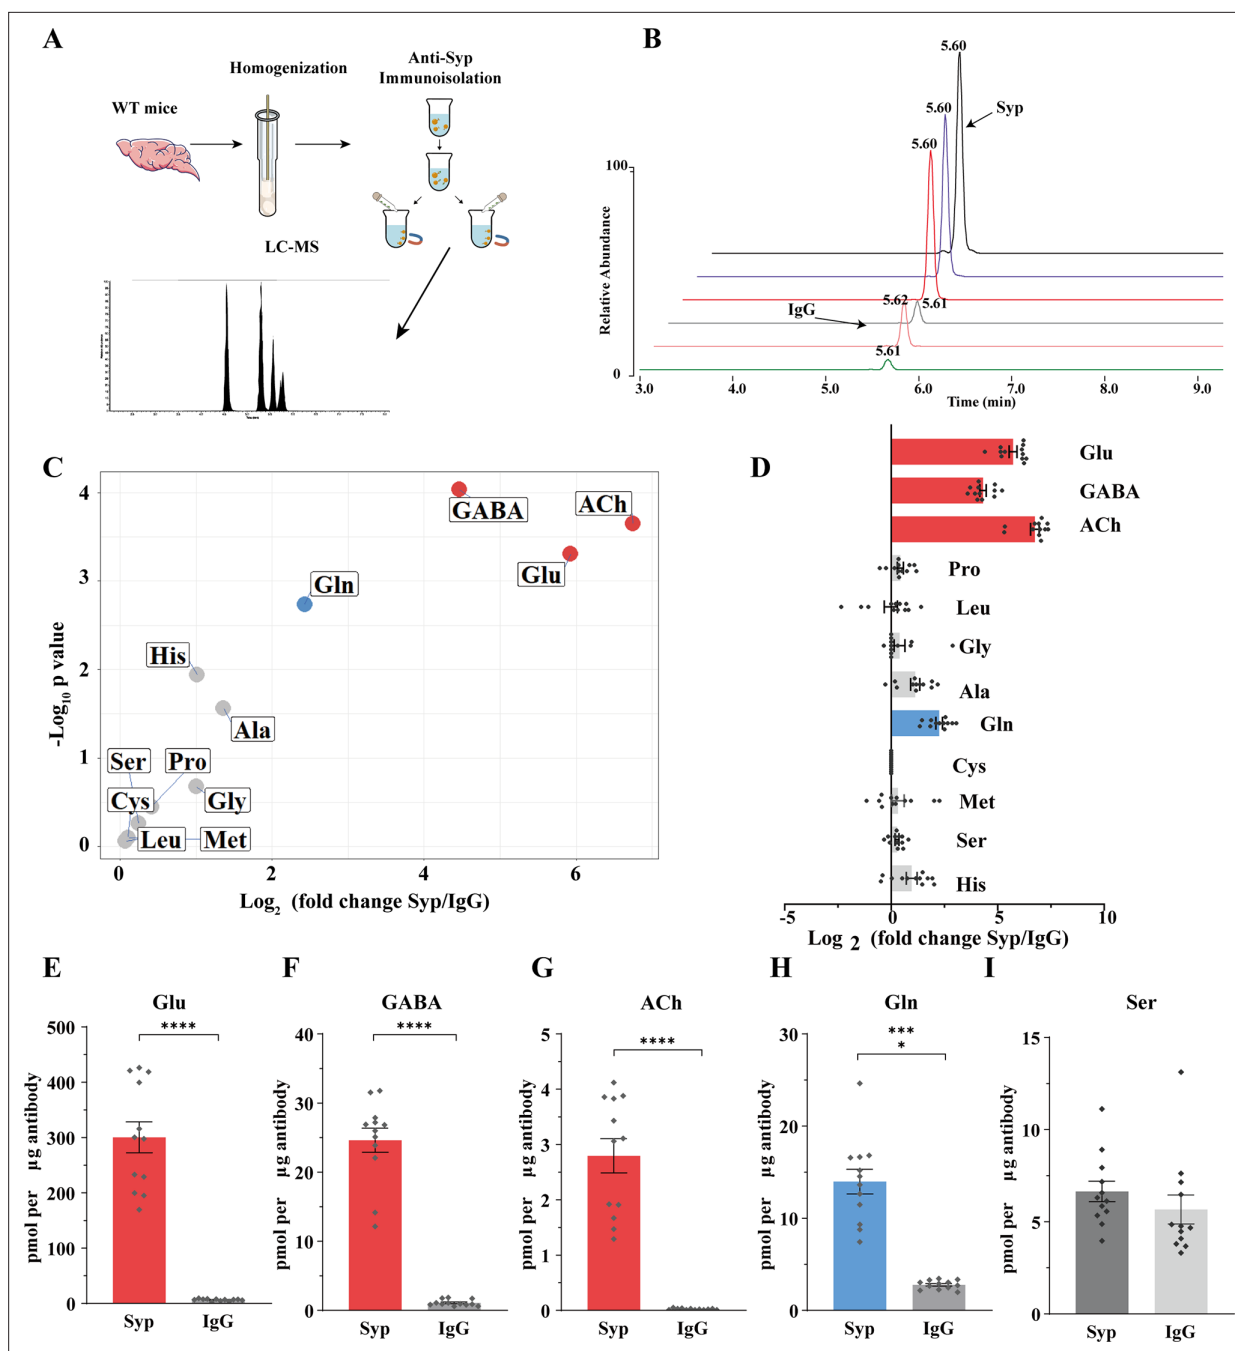 A
WT mice
Homogenization
Anti-Syp
Immunoisolation
LC-MS
B
5.60
5.60
5.60
Syp
100
Relative Abundance
5.62
5.61
IgG
5.61
0
3.0 4.0 5.0 6.0 7.0 8.0 9.0
Time (min)
C
4
3
2
1
0
-Log10 p value
GABA
ACh
Glu
Gln
His
Ala
Ser
Pro
Cys
Gly
Leu
Met
0 2 4 6
Log2 (fold change Syp/IgG)
D
Glu
GABA
ACh
Pro
Leu
Gly
Ala
Gln
Cys
Met
Ser
His
-5 0 5 10
Log 2 (fold change Syp/IgG)
E
Glu
****
500
400
300
200
100
0
pmol per µg antibody
Syp IgG
F
GABA
****
40
30
20
10
0
pmol per µg antibody
Syp IgG
G
ACh
****
5
4
3
2
1
0
pmol per µg antibody
Syp IgG
H
Gln
***
*
30
20
10
0
pmol per µg antibody
Syp IgG
I
Ser
15
10
5
0
pmol per µg antibody
Syp IgG